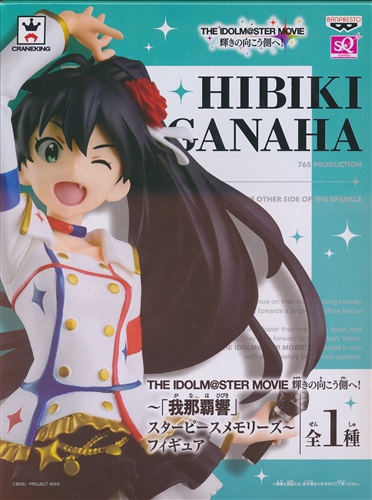 CRANEKING
THE IDOLM@STER MOVIE
輝きの向こう側へ!
BANPRESTO
SQ
HIBIKI
GANAHA
765 PRODUCTION
OTHER SIDE OF THE SPARKLE
THE IDOLM@STER MOVIE 輝きの向こう側へ!
～「我那覇響」
がなはひびき
スターピースメモリーズ～
フィギュア
ぜん しゅ
全1種